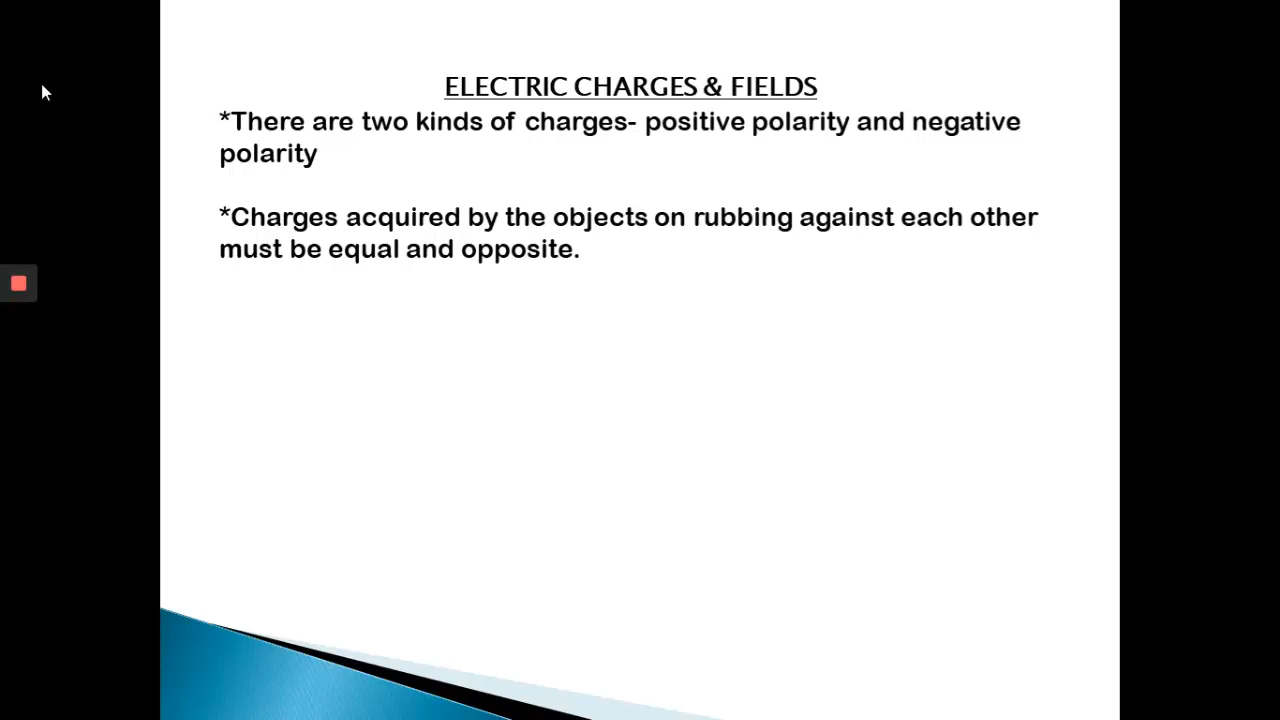 ELECTRIC CHARGES & FIELDS
*There are two kinds of charges- positive polarity and negative
polarity
*Charges acquired by the objects on rubbing against each other
must be equal and opposite.